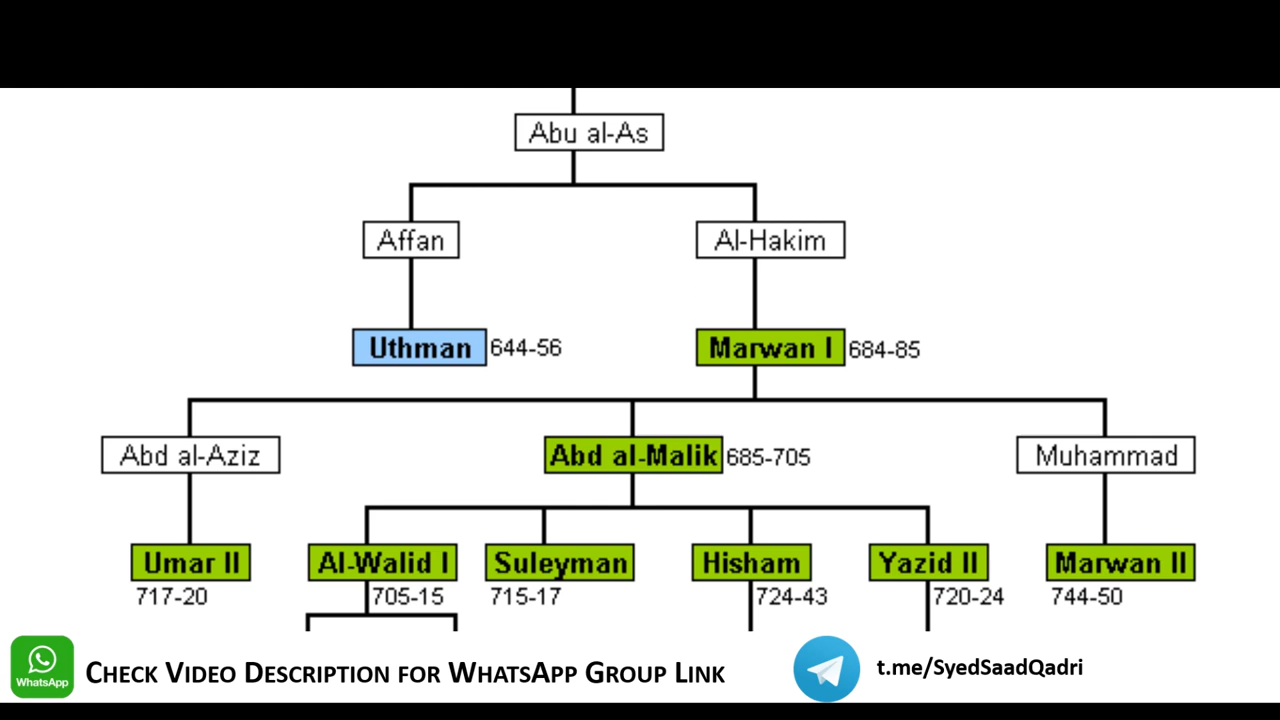 Abu al-As
Affan
Al-Hakim
Uthman 644-56
Marwan I 684-85
Abd al-Aziz
Abd al-Malik 685-705
Muhammad
Umar II
Al-Walid I
Suleyman
Hisham
Yazid II
Marwan II
717-20
705-15
715-17
724-43
720-24
744-50
WhatsApp
CHECK VIDEO DESCRIPTION FOR WHATSAPP GROUP LINK
t.me/SyedSaadQadri